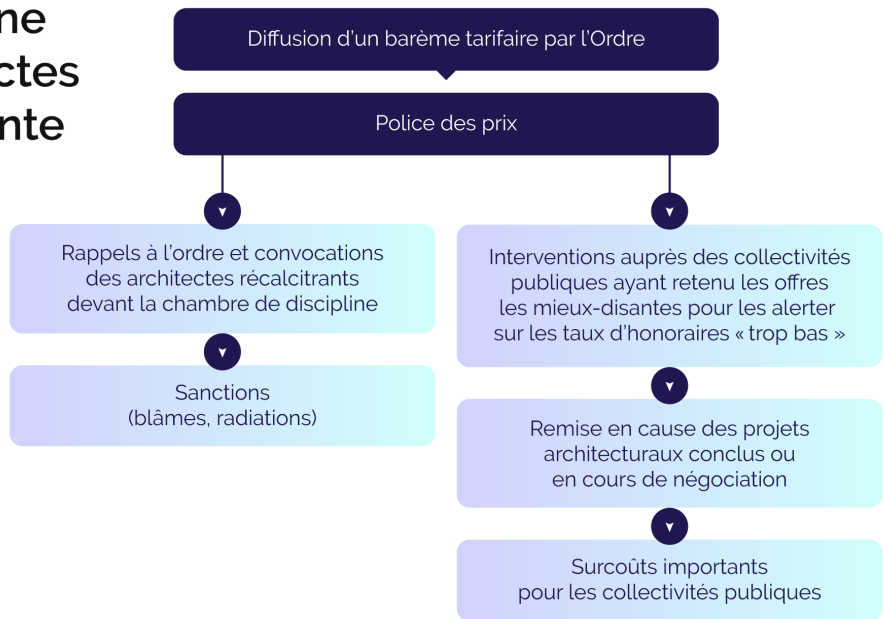 ne
ctes
nte
Diffusion d’un barème tarifaire par l’Ordre
Police des prix
Rappels à l’ordre et convocations
des architectes récalcitrants
devant la chambre de discipline
Sanctions
(blâmes, radiations)
Interventions auprès des collectivités
publiques ayant retenu les offres
les mieux-disantes pour les alerter
sur les taux d’honoraires « trop bas »
Remise en cause des projets
architecturaux conclus ou
en cours de négociation
Surcoûts importants
pour les collectivités publiques